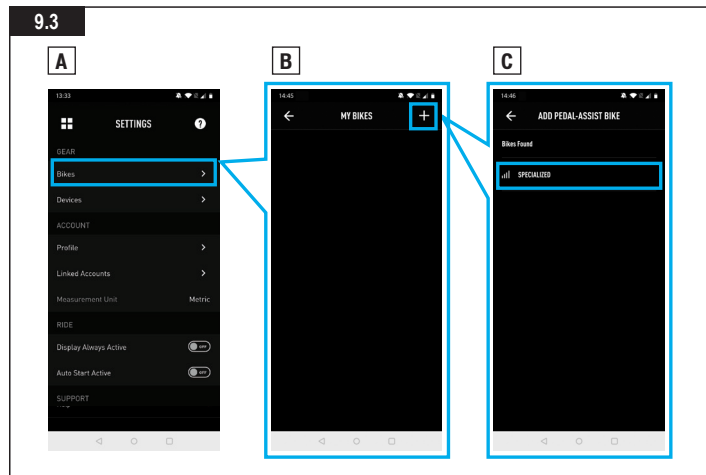 9.3
A
13:33
SETTINGS
?
GEAR
Bikes
Devices
ACCOUNT
Profile
Linked Accounts
Measurement Unit Metric
RIDE
Display Always Active OFF
Auto Start Active OFF
SUPPORT
B
14:45
MY BIKES
C
14:46
ADD PEDAL-ASSIST BIKE
Bikes Found
SPECIALIZED